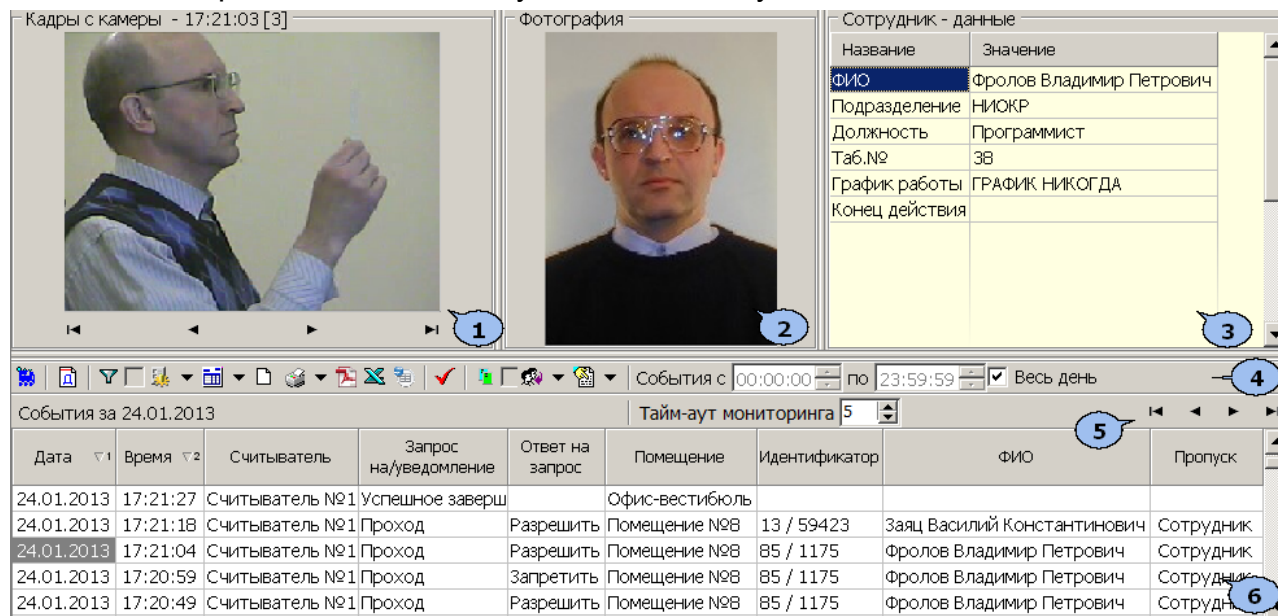 Кадры с камеры - 17:21:03 [3]
Фотография
Сотрудник - данные
Название Значение
ФИО Фролов Владимир Петрович
Подразделение НИОКР
Должность Программист
Таб.№ 38
График работы ГРАФИК НИКОГДА
Конец действия
1
2
3
События с 00:00:00 по 23:59:59 Весь день
4
События за 24.01.2013 Тайм-аут мониторинга 5
5
Дата 1 Время 2 Считыватель Запрос на/уведомление Ответ на запрос Помещение Идентификатор ФИО Пропуск
24.01.2013 17:21:27 Считыватель №1 Успешное заверш Офис-вестибюль
24.01.2013 17:21:18 Считыватель №1 Проход Разрешить Помещение №8 13 / 59423 Заяц Василий Константинович Сотрудник
24.01.2013 17:21:04 Считыватель №1 Проход Разрешить Помещение №8 85 / 1175 Фролов Владимир Петрович Сотрудник
24.01.2013 17:20:59 Считыватель №1 Проход Запретить Помещение №8 85 / 1175 Фролов Владимир Петрович Сотрудник
24.01.2013 17:20:49 Считыватель №1 Проход Разрешить Помещение №8 85 / 1175 Фролов Владимир Петрович
6